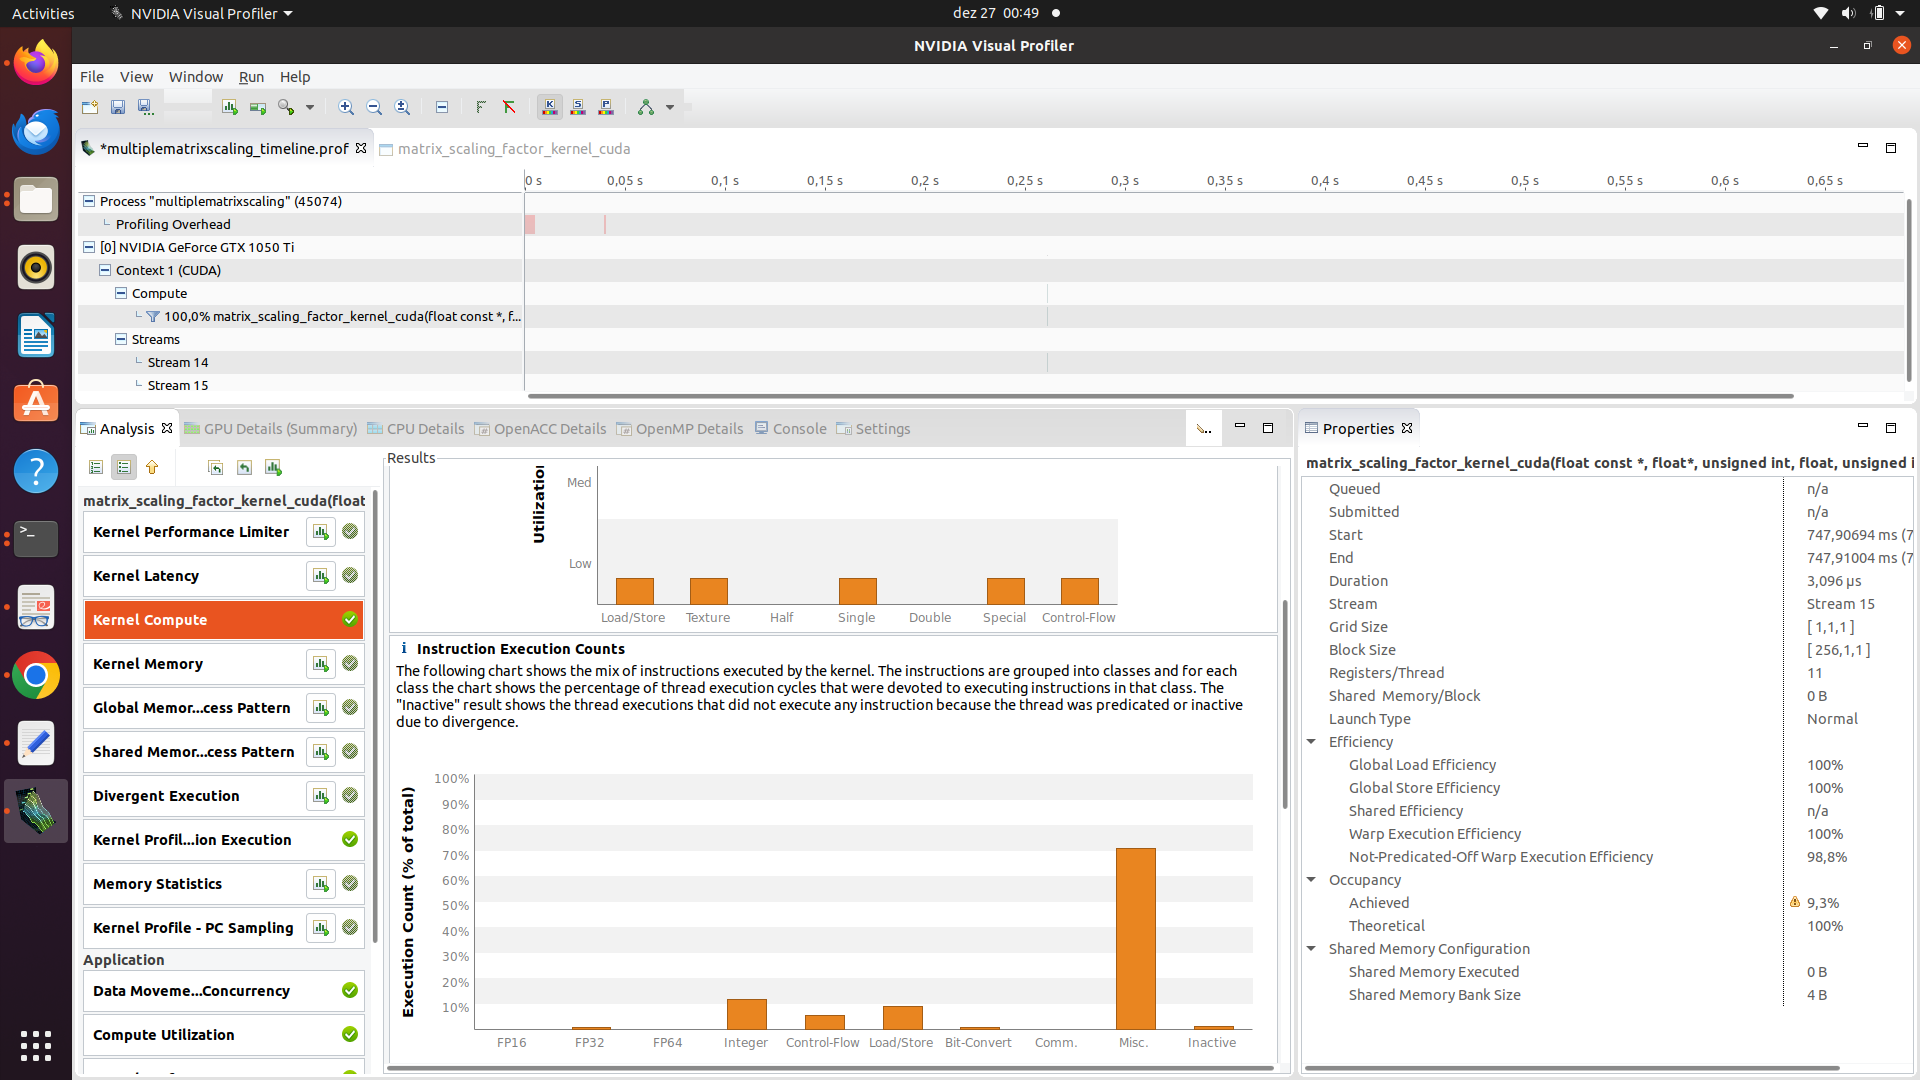 Activities
NVIDIA Visual Profiler
dez 27 00:49
NVIDIA Visual Profiler
File View Window Run Help
*multiplematrixscaling_timeline.prof
matrix_scaling_factor_kernel_cuda
0 s 0,05 s 0,1 s 0,15 s 0,2 s 0,25 s 0,3 s 0,35 s 0,4 s 0,45 s 0,5 s 0,55 s 0,6 s 0,65 s
Process "multiplematrixscaling" (45074)
Profiling Overhead
[0] NVIDIA GeForce GTX 1050 Ti
Context 1 (CUDA)
Compute
100,0% matrix_scaling_factor_kernel_cuda(float const *, f...
Streams
Stream 14
Stream 15
Analysis GPU Details (Summary) CPU Details OpenACC Details OpenMP Details Console Settings
matrix_scaling_factor_kernel_cuda(float
Kernel Performance Limiter
Kernel Latency
Kernel Compute
Kernel Memory
Global Memor...cess Pattern
Shared Memor...cess Pattern
Divergent Execution
Kernel Profil...ion Execution
Memory Statistics
Kernel Profile - PC Sampling
Application
Data Moveme...Concurrency
Compute Utilization
Results
Utilization
Med
Low
Load/Store Texture Half Single Double Special Control-Flow
i Instruction Execution Counts
The following chart shows the mix of instructions executed by the kernel. The instructions are grouped into classes and for each
class the chart shows the percentage of thread execution cycles that were devoted to executing instructions in that class. The
"Inactive" result shows the thread executions that did not execute any instruction because the thread was predicated or inactive
due to divergence.
Execution Count (% of total)
100%
90%
80%
70%
60%
50%
40%
30%
20%
10%
FP16 FP32 FP64 Integer Control-Flow Load/Store Bit-Convert Comm. Misc. Inactive
Properties
matrix_scaling_factor_kernel_cuda(float const *, float*, unsigned int, float, unsigned i
Queued n/a
Submitted n/a
Start 747,90694 ms (7
End 747,91004 ms (7
Duration 3,096 µs
Stream Stream 15
Grid Size [ 1,1,1 ]
Block Size [ 256,1,1 ]
Registers/Thread 11
Shared Memory/Block 0 B
Launch Type Normal
Efficiency
Global Load Efficiency 100%
Global Store Efficiency 100%
Shared Efficiency n/a
Warp Execution Efficiency 100%
Not-Predicated-Off Warp Execution Efficiency 98,8%
Occupancy
Achieved 9,3%
Theoretical 100%
Shared Memory Configuration
Shared Memory Executed 0 B
Shared Memory Bank Size 4 B